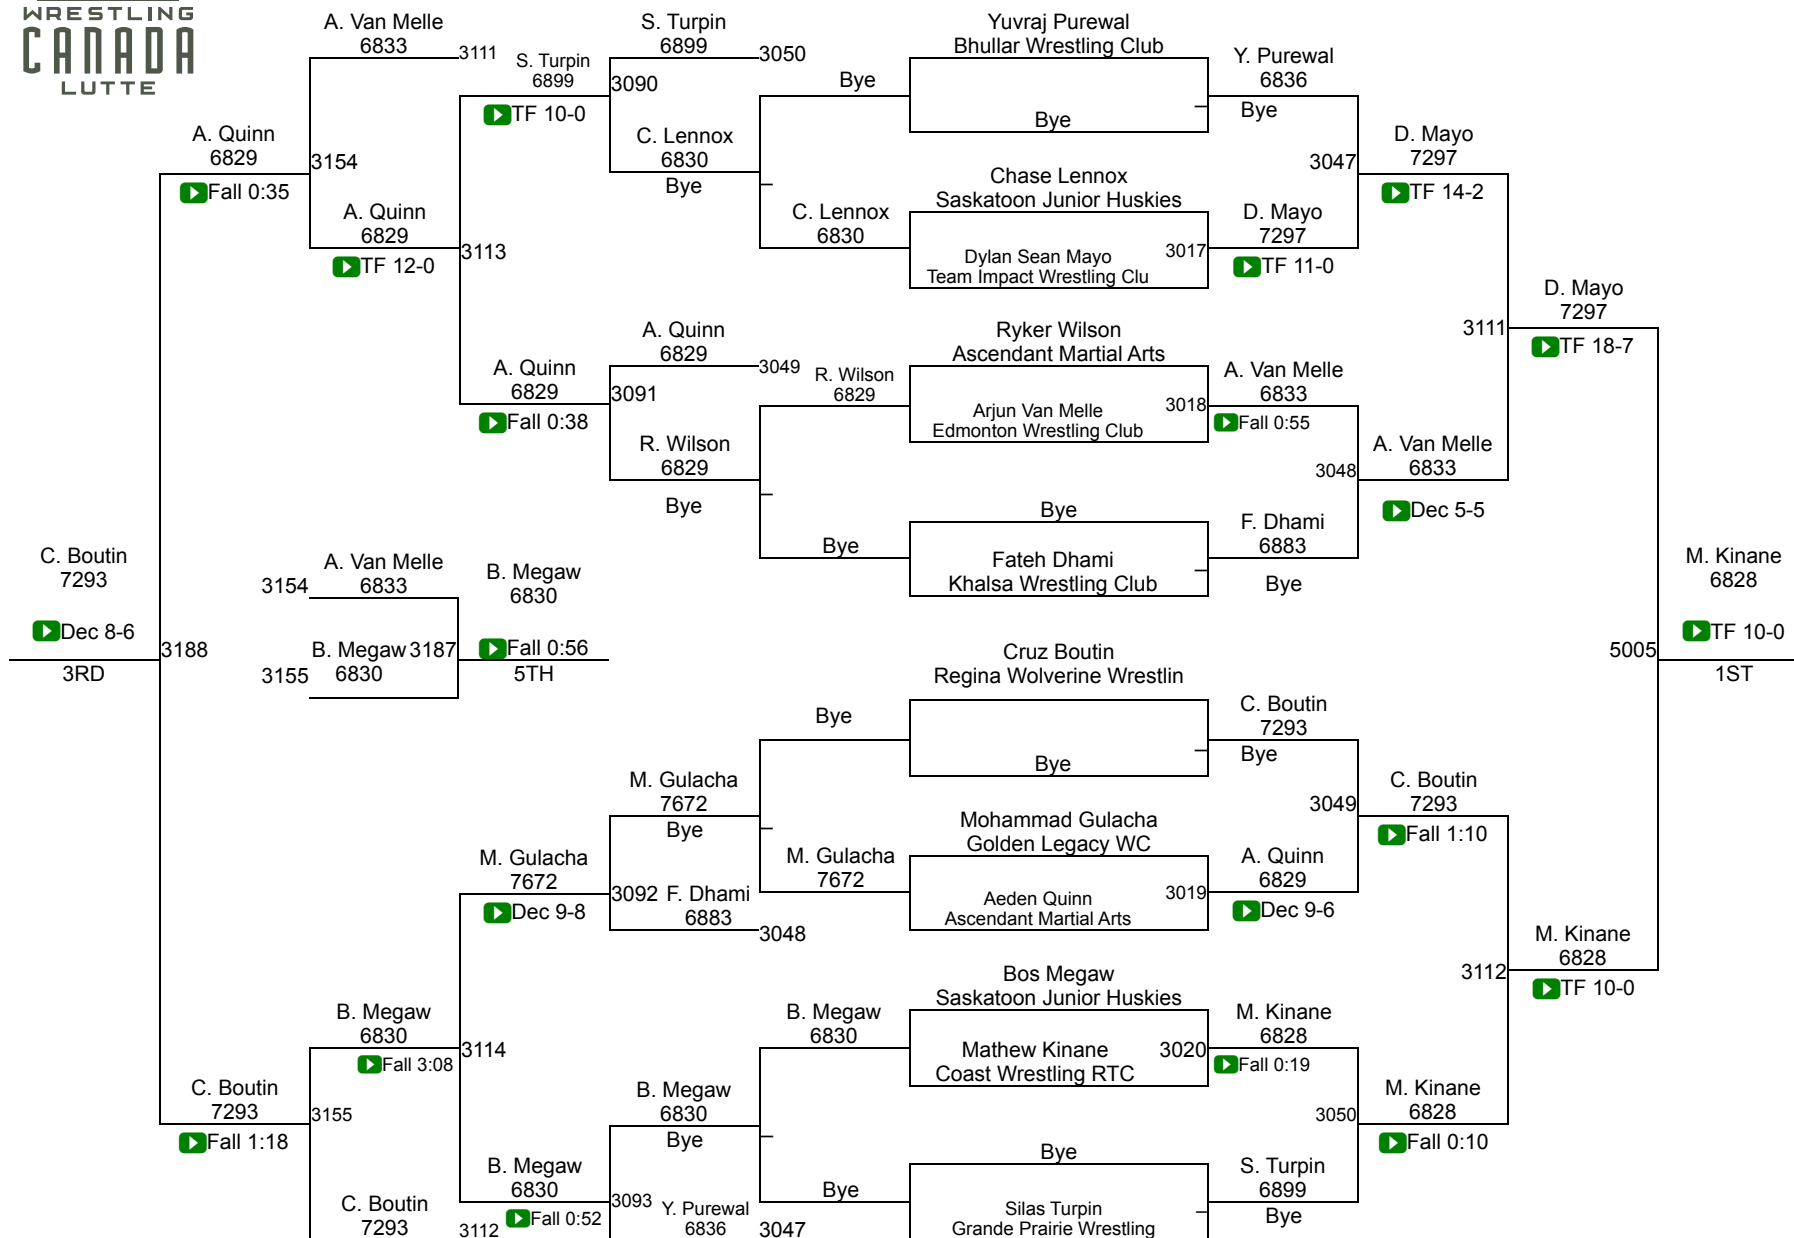 WRESTLING
CANADA
LUTTE
A. Van Melle
6833
3111
S. Turpin
6899
TF 10-0
S. Turpin
6899
3050
3090
C. Lennox
6830
Bye
Bye
Yuvraj Purewal
Bhullar Wrestling Club
Bye
Y. Purewal
6836
Bye
A. Quinn
6829
Fall 0:35
3154
A. Quinn
6829
TF 12-0
3113
C. Lennox
6830
Chase Lennox
Saskatoon Junior Huskies
Dylan Sean Mayo
Team Impact Wrestling Clu
3017
D. Mayo
7297
TF 11-0
3047
D. Mayo
7297
TF 14-2
A. Quinn
6829
Fall 0:38
A. Quinn
6829
3049
3091
R. Wilson
6829
Bye
R. Wilson
6829
Ryker Wilson
Ascendant Martial Arts
Arjun Van Melle
Edmonton Wrestling Club
3018
A. Van Melle
6833
Fall 0:55
3111
D. Mayo
7297
TF 18-7
3048
A. Van Melle
6833
Dec 5-5
Bye
Bye
Fateh Dhami
Khalsa Wrestling Club
F. Dhami
6883
Bye
C. Boutin
7293
Dec 8-6
3RD
3188
3154
A. Van Melle
6833
3155
B. Megaw
6830
3187
B. Megaw
6830
Fall 0:56
5TH
M. Kinane
6828
TF 10-0
1ST
5005
Cruz Boutin
Regina Wolverine Wrestlin
Bye
Bye
C. Boutin
7293
Bye
M. Gulacha
7672
Bye
M. Gulacha
7672
Dec 9-8
3092
F. Dhami
6883
3048
M. Gulacha
7672
Mohammad Gulacha
Golden Legacy WC
Aeden Quinn
Ascendant Martial Arts
3019
A. Quinn
6829
Dec 9-6
3049
C. Boutin
7293
Fall 1:10
3112
M. Kinane
6828
TF 10-0
B. Megaw
6830
Fall 3:08
3114
B. Megaw
6830
Bos Megaw
Saskatoon Junior Huskies
Mathew Kinane
Coast Wrestling RTC
3020
M. Kinane
6828
Fall 0:19
3050
M. Kinane
6828
Fall 0:10
C. Boutin
7293
Fall 1:18
3155
B. Megaw
6830
Bye
B. Megaw
6830
Fall 0:52
3093
Y. Purewal
6836
3047
Bye
Bye
Silas Turpin
Grande Prairie Wrestling
S. Turpin
6899
Bye
C. Boutin
7293
3112